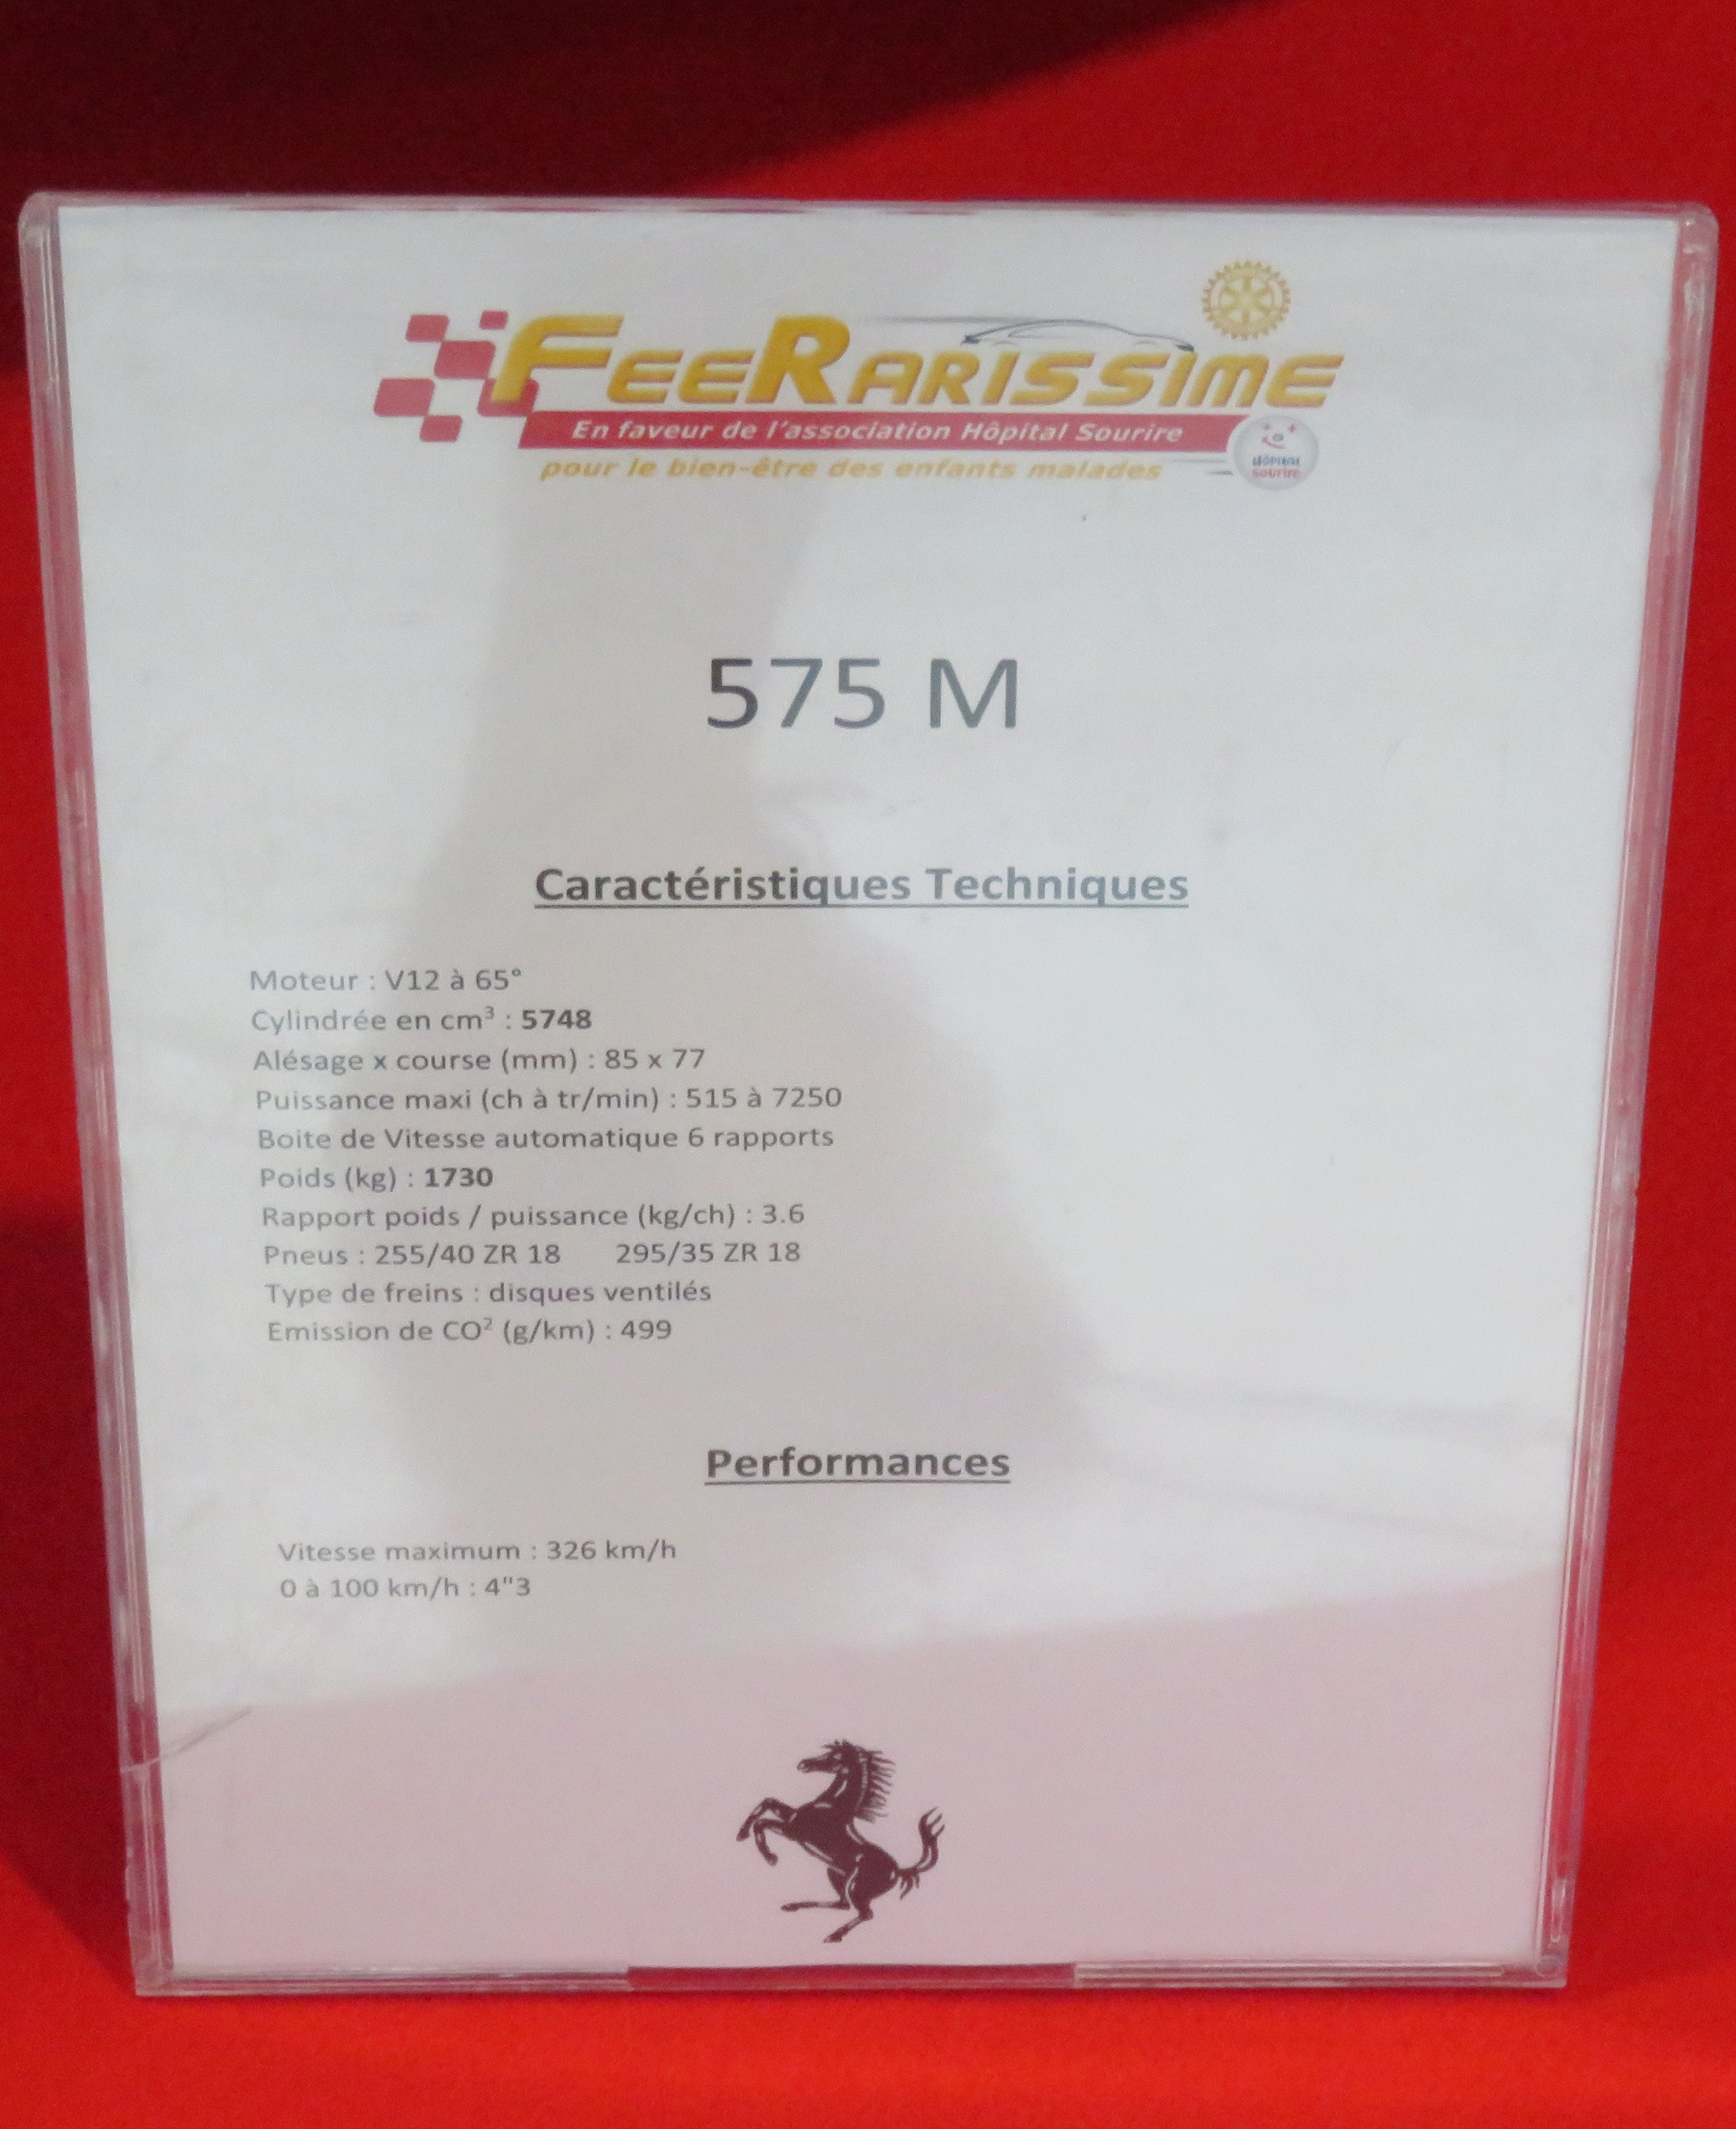 FeeRarissime
En faveur de l'association Hôpital Sourire
pour le bien-être des enfants malades
Hôpital
sourire
575 M
Caractéristiques Techniques
Moteur : V12 à 65°
Cylindrée en cm³ : 5748
Alésage x course (mm) : 85 x 77
Puissance maxi (ch à tr/min) : 515 à 7250
Boite de Vitesse automatique 6 rapports
Poids (kg) : 1730
Rapport poids / puissance (kg/ch) : 3.6
Pneus : 255/40 ZR 18 295/35 ZR 18
Type de freins : disques ventilés
Emission de CO² (g/km) : 499
Performances
Vitesse maximum : 326 km/h
0 à 100 km/h : 4"3